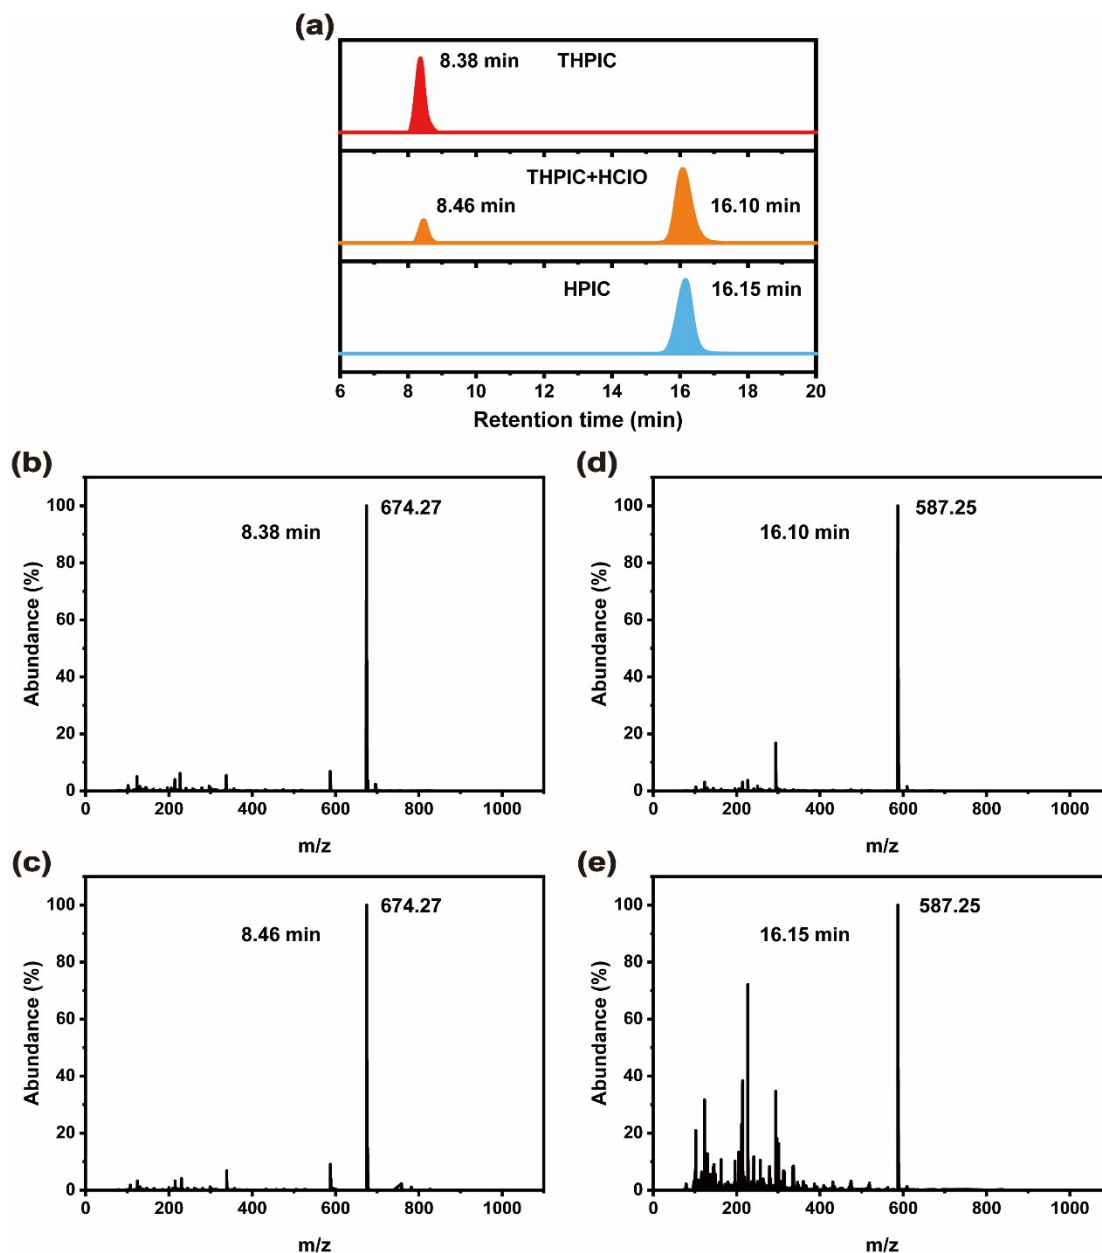 (a)
8.38 min THPIC
THPIC+HClO
8.46 min 16.10 min
HPIC 16.15 min
6 8 10 12 14 16 18 20
Retention time (min)
(b)
100
80
60
40
20
0
Abundance (%)
674.27
8.38 min
0 200 400 600 800 1000
m/z
(d)
100
80
60
40
20
0
Abundance (%)
587.25
16.10 min
0 200 400 600 800 1000
m/z
(c)
100
80
60
40
20
0
Abundance (%)
674.27
8.46 min
0 200 400 600 800 1000
m/z
(e)
100
80
60
40
20
0
Abundance (%)
587.25
16.15 min
0 200 400 600 800 1000
m/z